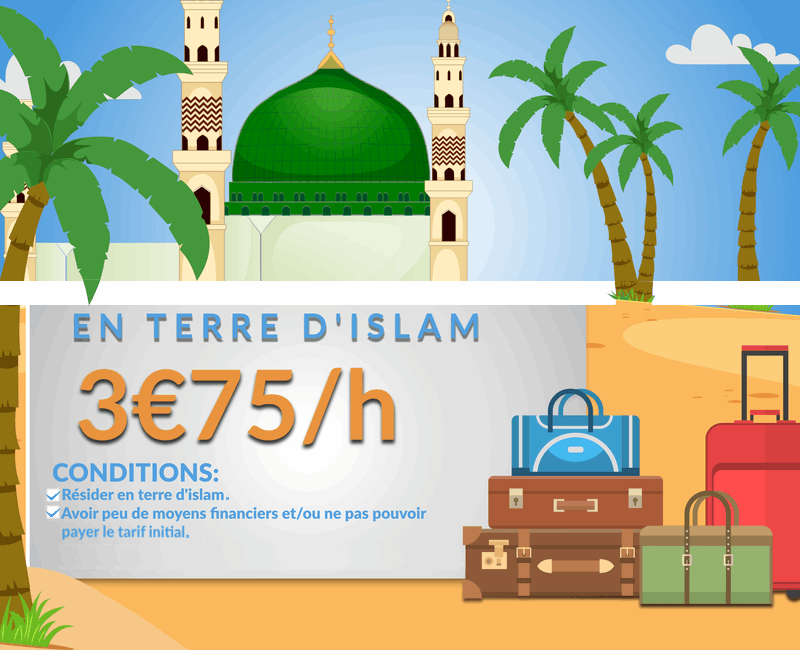 EN TERRE D'ISLAM
3€75/h
CONDITIONS:
Résider en terre d'islam.
Avoir peu de moyens financiers et/ou ne pas pouvoir
payer le tarif initial.